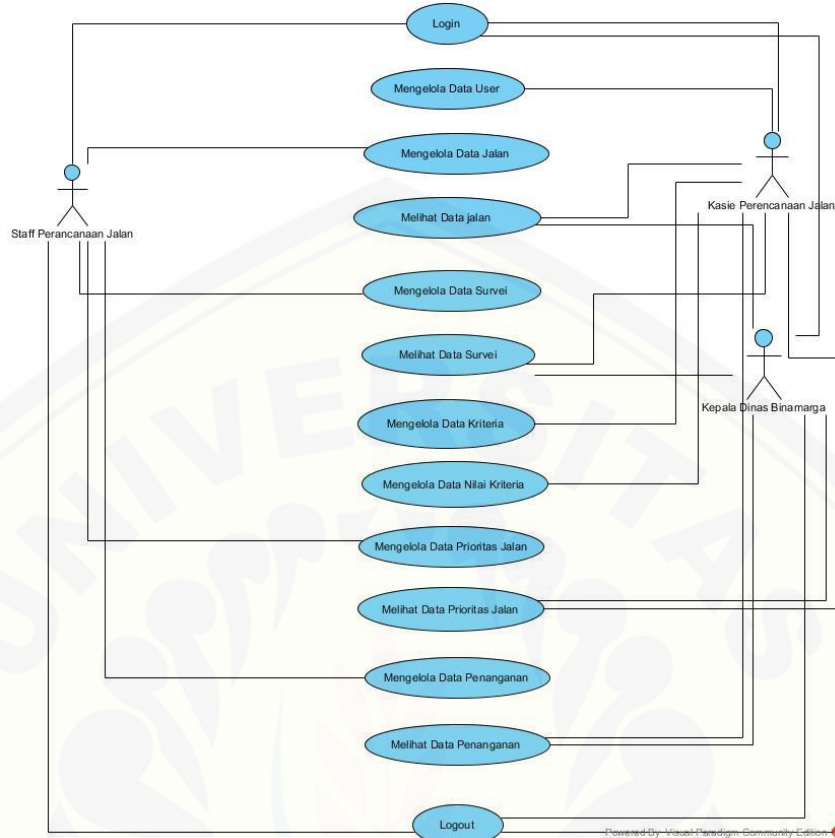 Login
Mengelola Data User
Mengelola Data Jalan
Melihat Data jalan
Kasie Perencanaan Jalan
Staff Perancanaan Jalan
Mengelola Data Survei
Melihat Data Survei
Kepala Dinas Binamarga
Mengelola Data Kriteria
Mengelola Data Nilai Kriteria
Mengelola Data Prioritas Jalan
Melihat Data Prioritas Jalan
Mengelola Data Penanganan
Melihat Data Penanganan
Logout
Powered By Visual Paradigm Community Edition
UNIVERSITAS